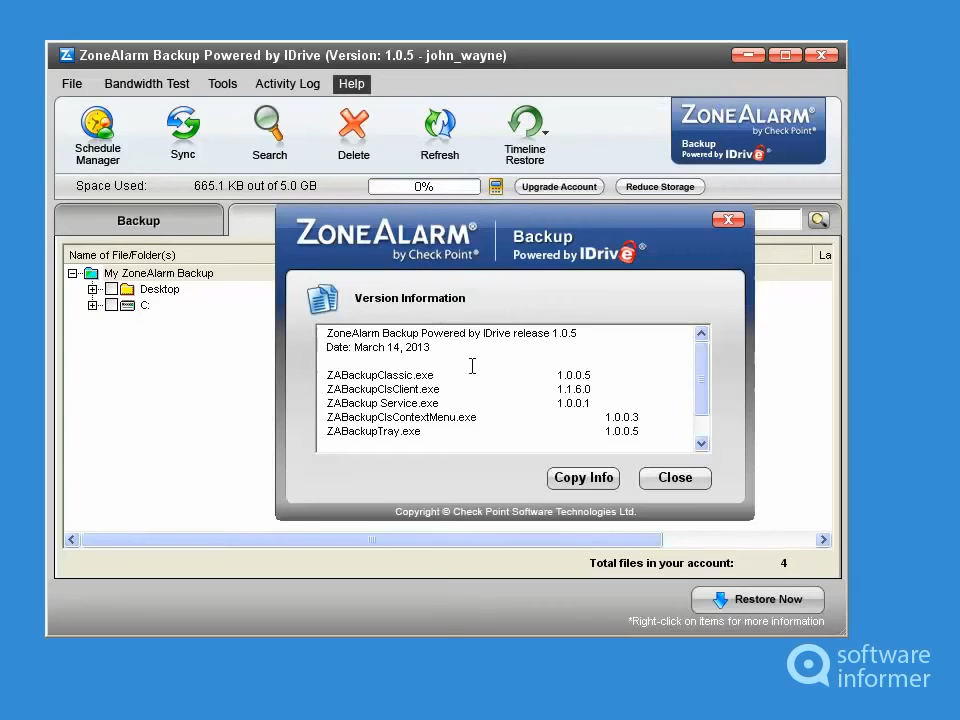 ZoneAlarm Backup Powered by IDrive (Version: 1.0.5 - john_wayne)
File Bandwidth Test Tools Activity Log Help
Schedule Manager
Sync
Search
Delete
Refresh
Timeline Restore
ZONEALARM®
by Check Point®
Backup
Powered by IDrive®
Space Used: 665.1 KB out of 5.0 GB 0% Upgrade Account Reduce Storage
Backup
Name of File/Folder(s) La
My ZoneAlarm Backup
Desktop
C:
ZONEALARM®
by Check Point®
Backup
Powered by IDrive®
Version Information
ZoneAlarm Backup Powered by IDrive release 1.0.5
Date: March 14, 2013
ZABackupClassic.exe 1.0.0.5
ZABackupClsClient.exe 1.1.6.0
ZABackup Service.exe 1.0.0.1
ZABackupClsContextMenu.exe 1.0.0.3
ZABackupTray.exe 1.0.0.5
Copy Info Close
Copyright © Check Point Software Technologies Ltd.
Total files in your account: 4
Restore Now
*Right-click on items for more information
software
informer